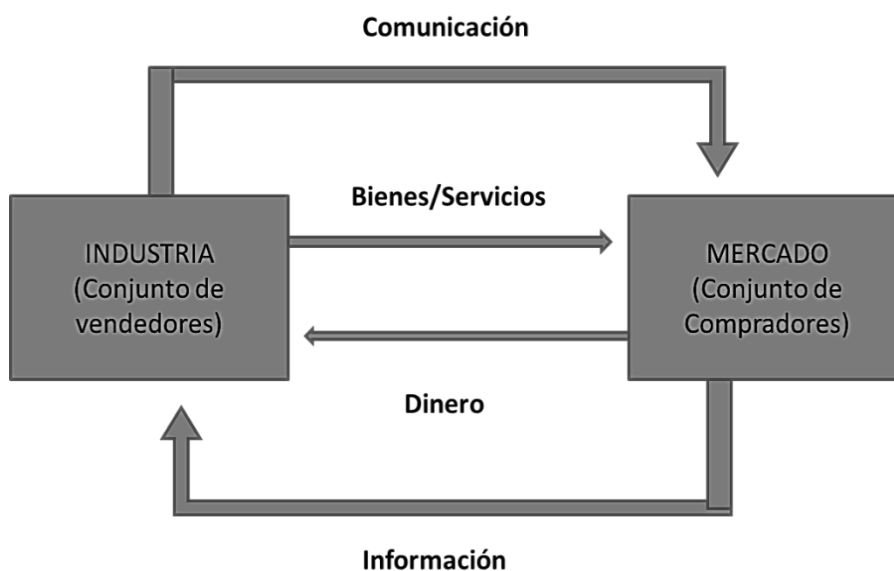 Comunicación
Bienes/Servicios
INDUSTRIA
(Conjunto de
vendedores)
MERCADO
(Conjunto de
Compradores)
Dinero
Información